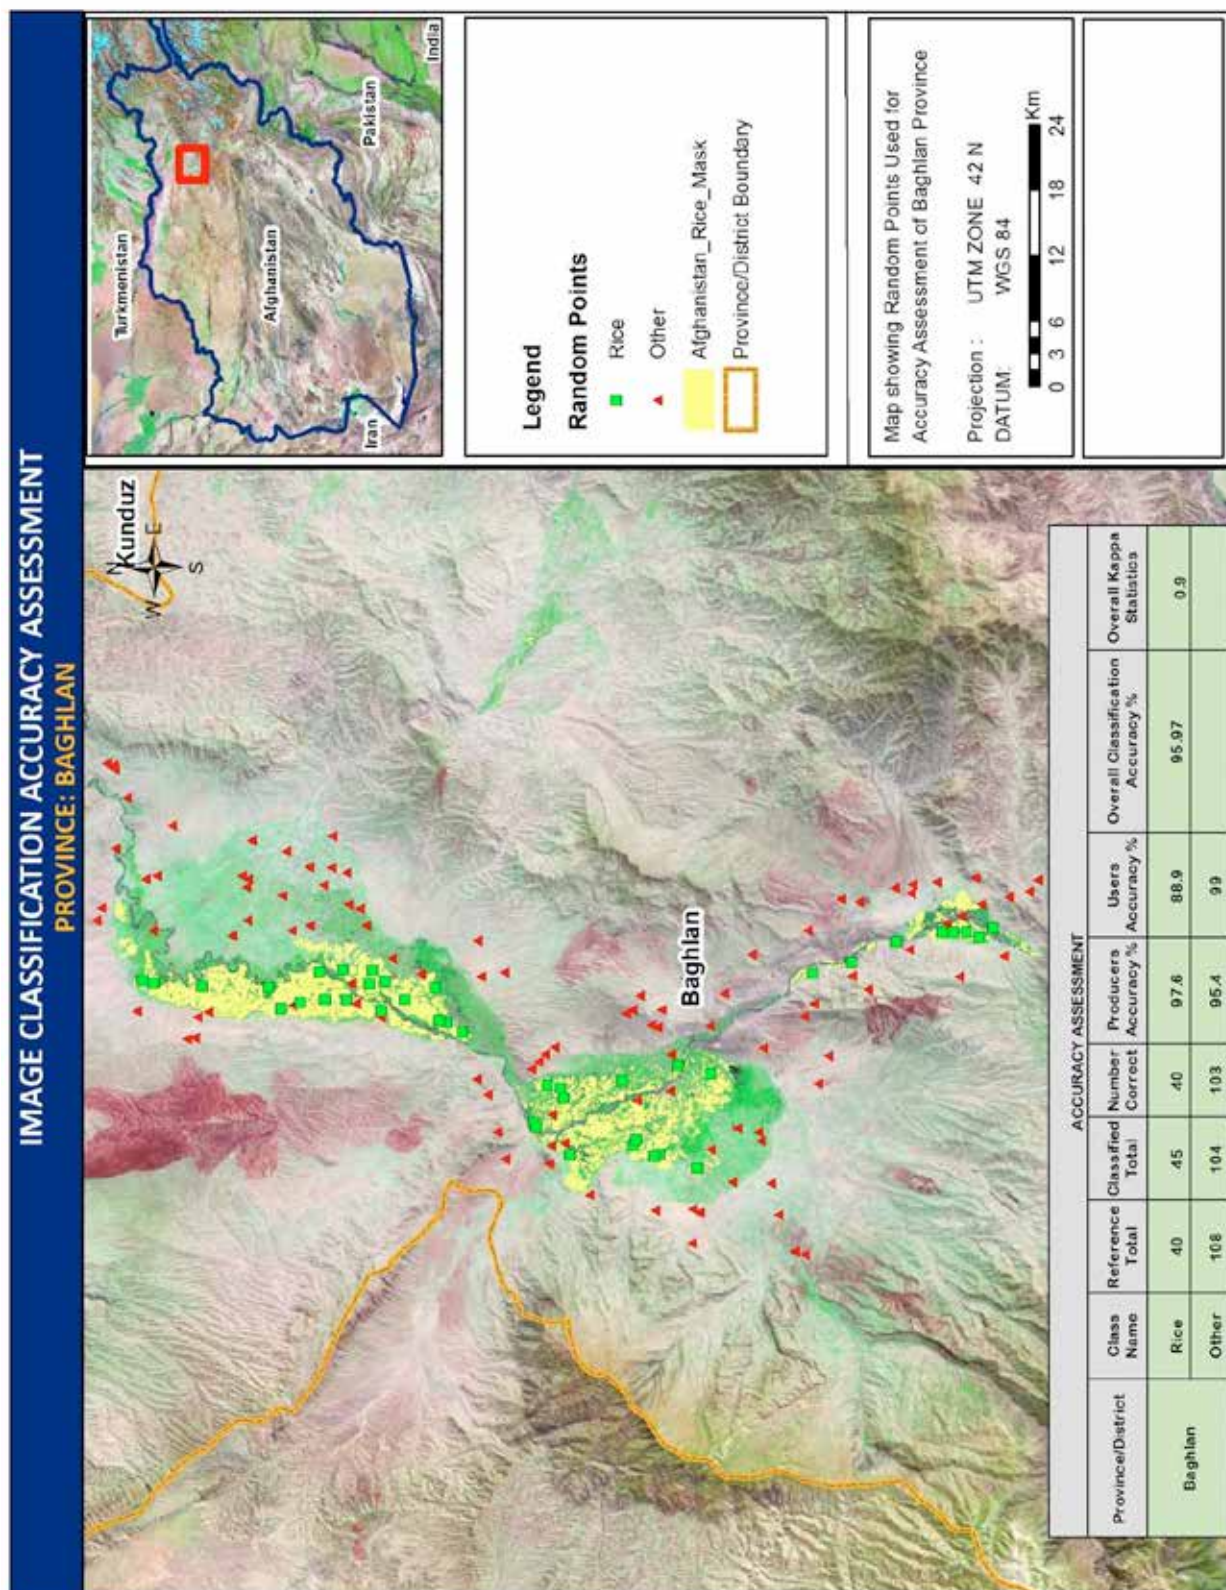 IMAGE CLASSIFICATION ACCURACY ASSESSMENT
PROVINCE: BAGHLAN
Kunduz
N
W
E
S
Baghlan
Turkmenistan
Afghanistan
Iran
Pakistan
India
Legend
Random Points
Rice
Other
Afghanistan_Rice_Mask
Province/District Boundary
Map showing Random Points Used for
Accuracy Assessment of Baghlan Province
Projection : UTM ZONE 42 N
DATUM: WGS 84
0 3 6 12 18 24
Km
ACCURACY ASSESSMENT
Province/District Class Name Reference Total Classified Total Number Correct Producers Accuracy % Users Accuracy % Overall Classification Accuracy % Overall Kappa Statistics
Baghlan Rice 40 45 40 97.6 88.9 95.97 0.9
Other 108 104 103 95.4 99